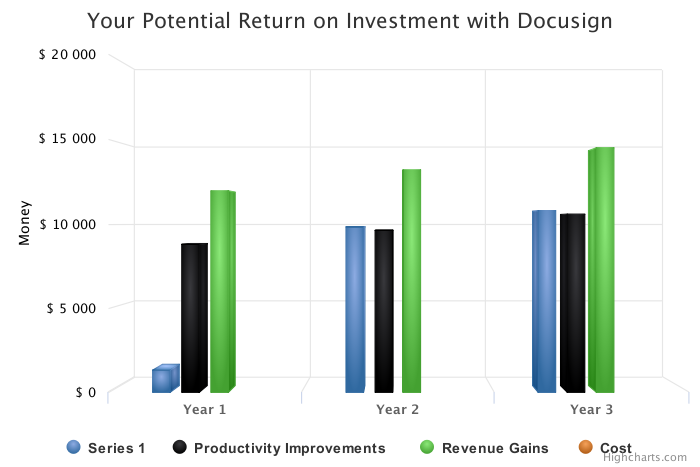 Your Potential Return on Investment with Docusign
$ 20 000
$ 15 000
$ 10 000
$ 5 000
$ 0
Money
Year 1
Year 2
Year 3
Series 1
Productivity Improvements
Revenue Gains
Cost
Highcharts.com